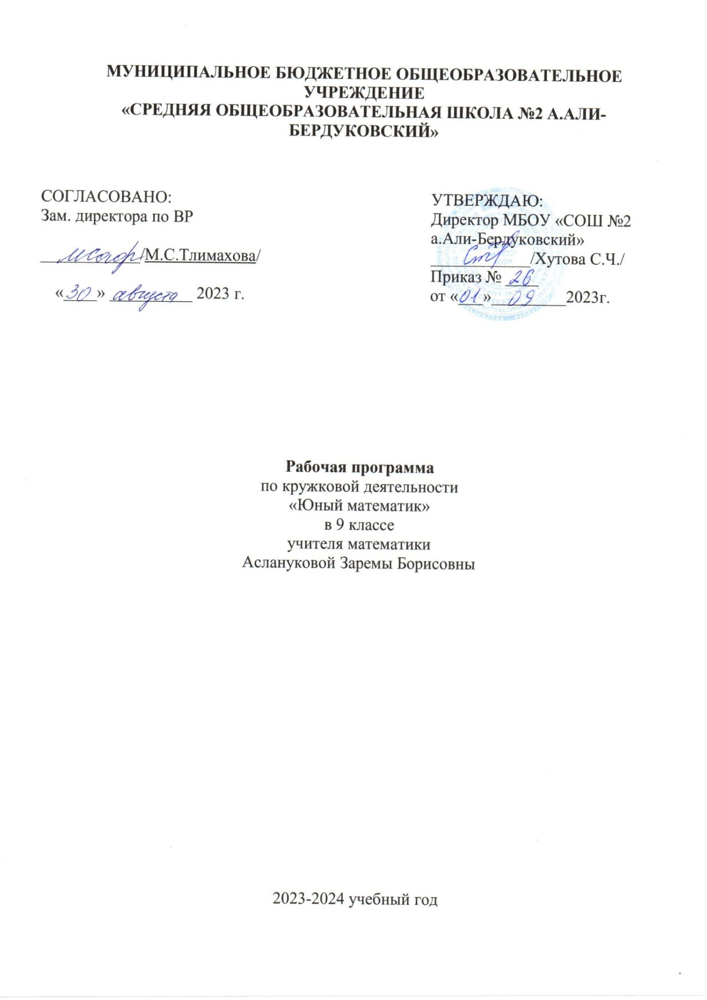 МУНИЦИПАЛЬНОЕ БЮДЖЕТНОЕ ОБЩЕОБРАЗОВАТЕЛЬНОЕ
УЧРЕЖДЕНИЕ
«СРЕДНЯЯ ОБЩЕОБРАЗОВАТЕЛЬНАЯ ШКОЛА №2 А.АЛИ-
БЕРДУКОВСКИЙ»
СОГЛАСОВАНО:
Зам. директора по ВР
/М.С.Тлимахова/
«30» августа 2023 г.
УТВЕРЖДАЮ:
Директор МБОУ «СОШ №2
а.Али-Бердуковский»
/Хутова С.Ч./
Приказ № 26
от «01» 09 2023г.
Рабочая программа
по кружковой деятельности
«Юный математик»
в 9 классе
учителя математики
Аслануковой Заремы Борисовны
2023-2024 учебный год